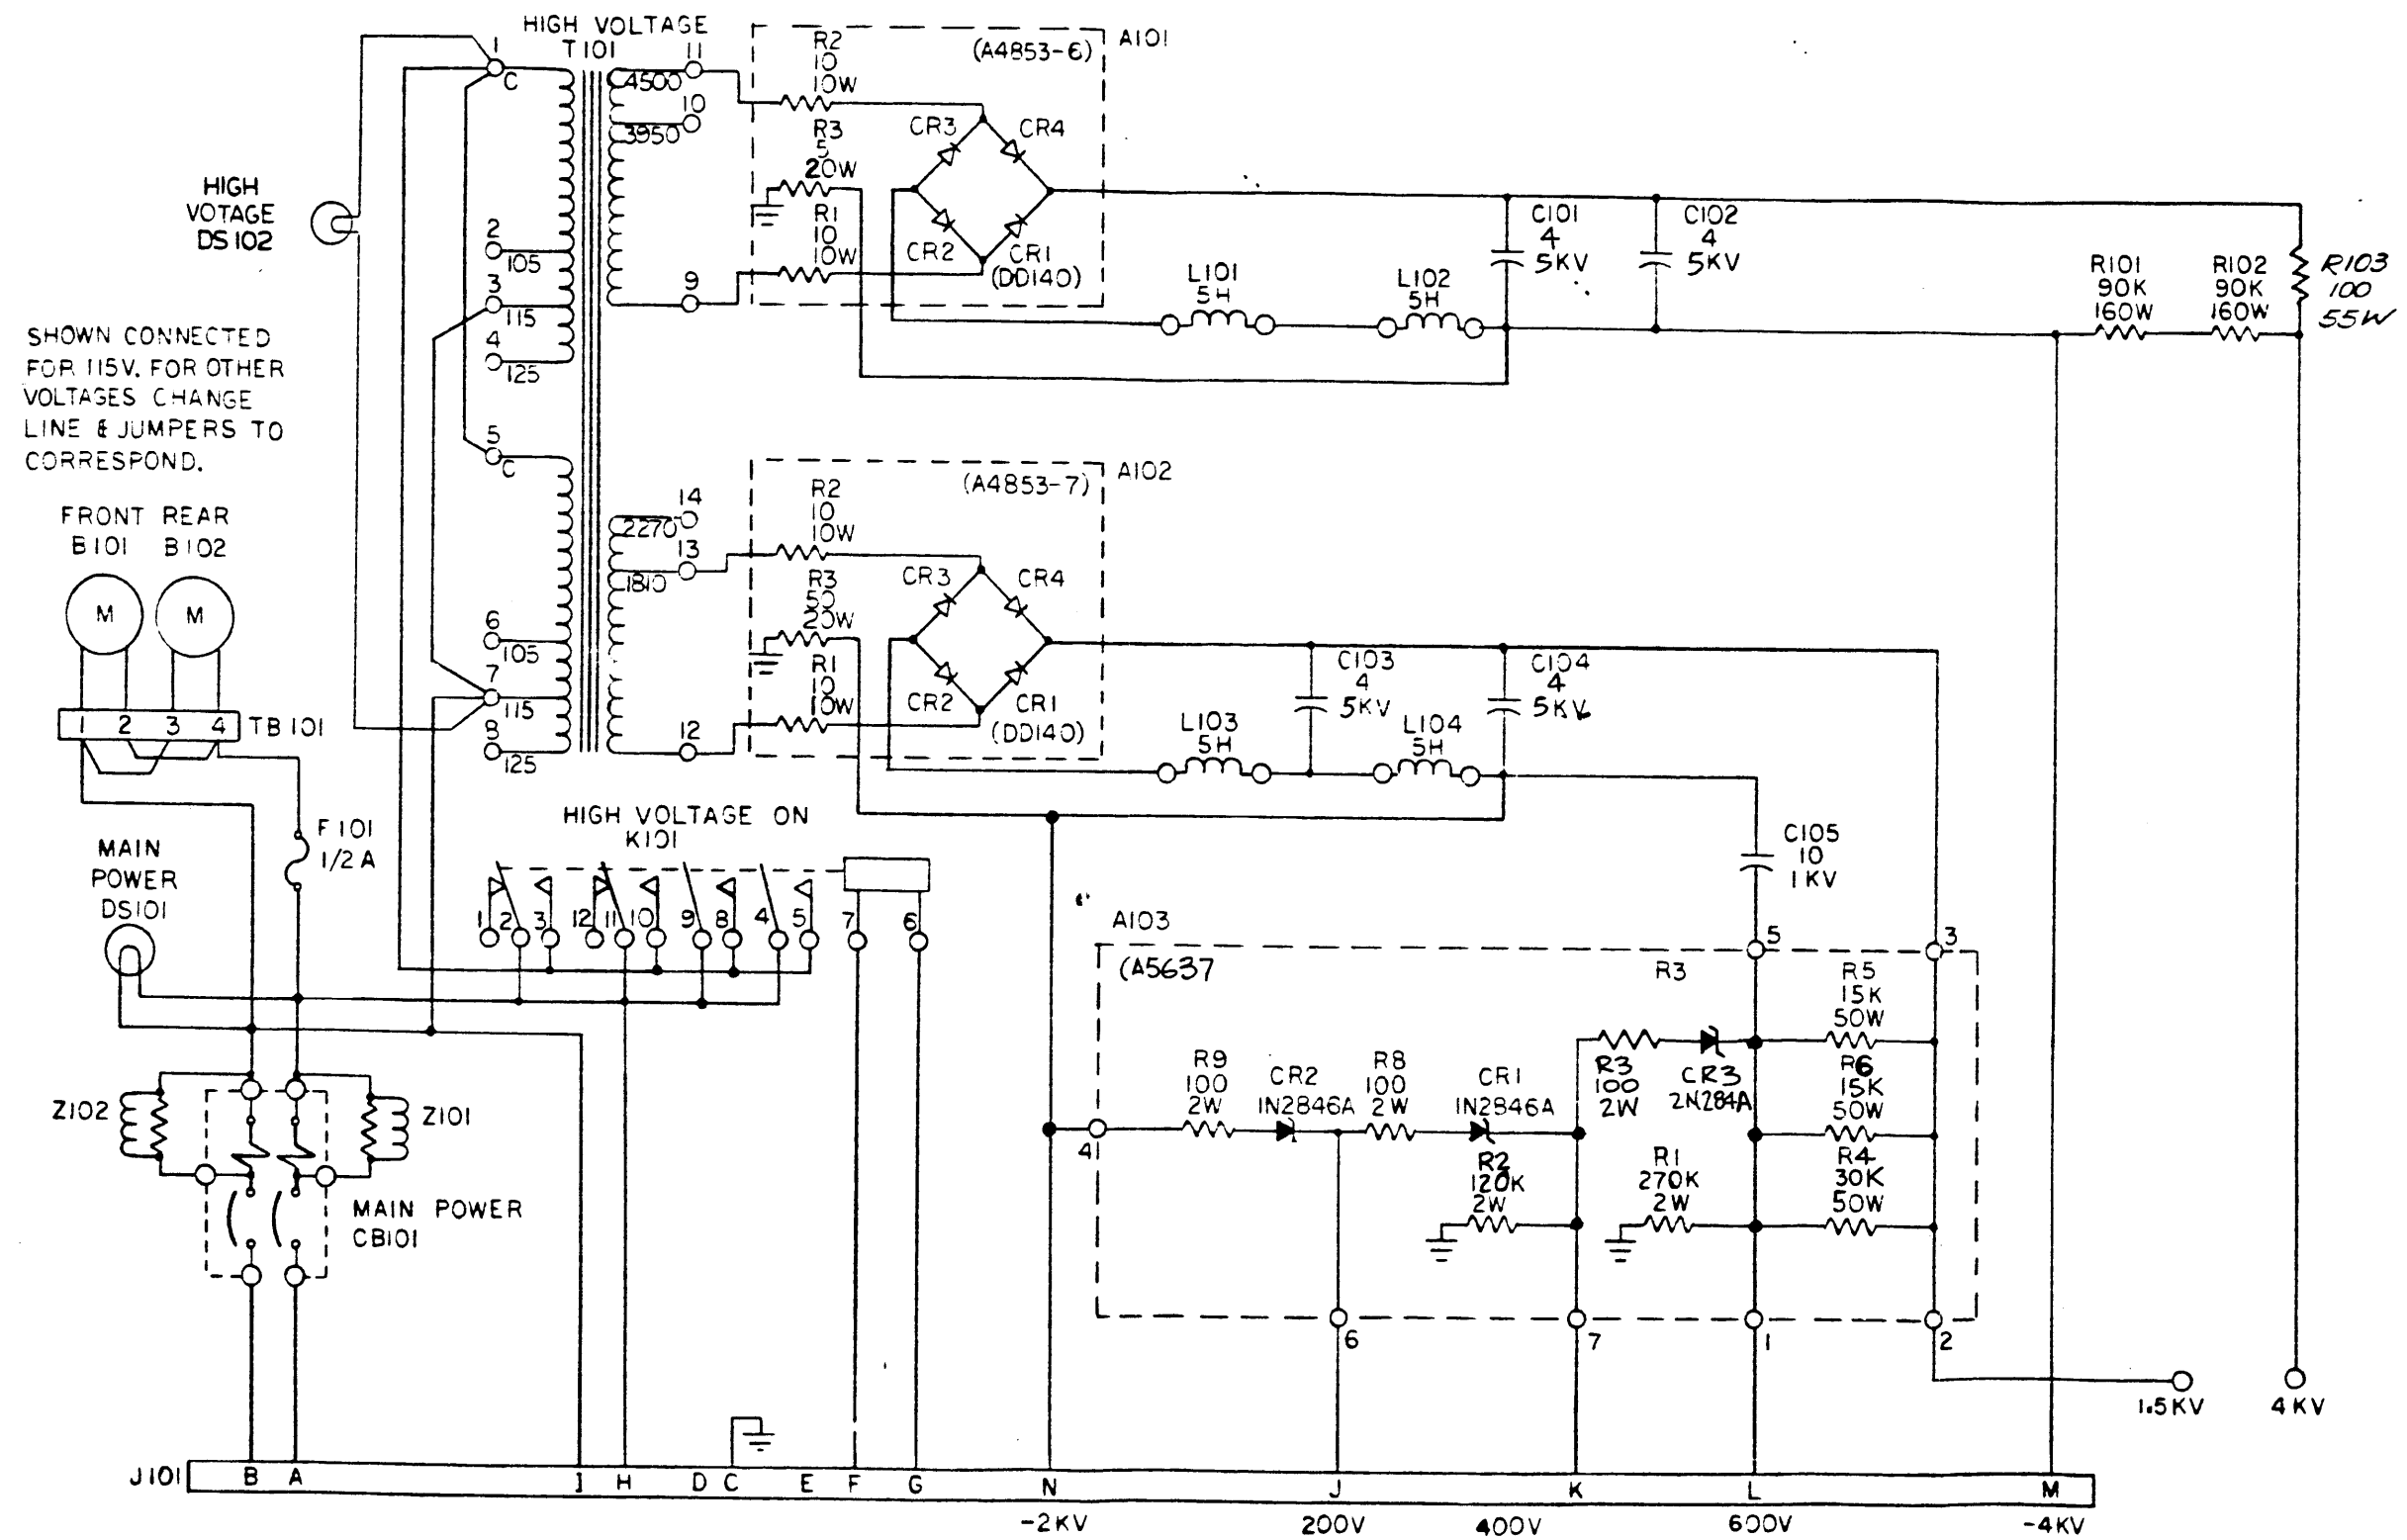 HIGH VOLTAGE
T101
1
C
11
4500
10
3950
2
105
3
115
4
125
9
HIGH
VOTAGE
DS102
R2
10
10W
(A4853-6)
A101
CR3
CR4
R3
5
20W
R1
10
10W
CR2
CR1
(DD140)
C101
4
5KV
C102
4
5KV
L101
5H
L102
5H
R101
90K
160W
R102
90K
160W
R103
100
55W
SHOWN CONNECTED
FOR 115V. FOR OTHER
VOLTAGES CHANGE
LINE & JUMPERS TO
CORRESPOND.
5
C
14
2270
13
1810
6
105
7
115
8
125
12
R2
10
10W
(A4853-7)
A102
CR3
CR4
R3
50
20W
R1
10
10W
CR2
CR1
(DD140)
C103
4
5KV
C104
4
5KV
L103
5H
L104
5H
FRONT REAR
B101 B102
M M
1 2 3 4
TB101
F101
1/2 A
MAIN
POWER
DS101
HIGH VOLTAGE ON
K101
1 2 3 12 11 10 9 8 4 5 7 6
C105
10
1KV
A103
(A5637
5
3
R3
R5
15K
50W
R9
100
2W
CR2
1N2846A
R8
100
2W
CR1
1N2846A
R3
100
2W
CR3
2N284A
R6
15K
50W
4
R2
120K
2W
R1
270K
2W
R4
30K
50W
6
7
1
2
Z102
Z101
MAIN POWER
CB101
1.5KV
4KV
J101
B A I H D C E F G N J K L M
-2KV 200V 400V 600V -4KV